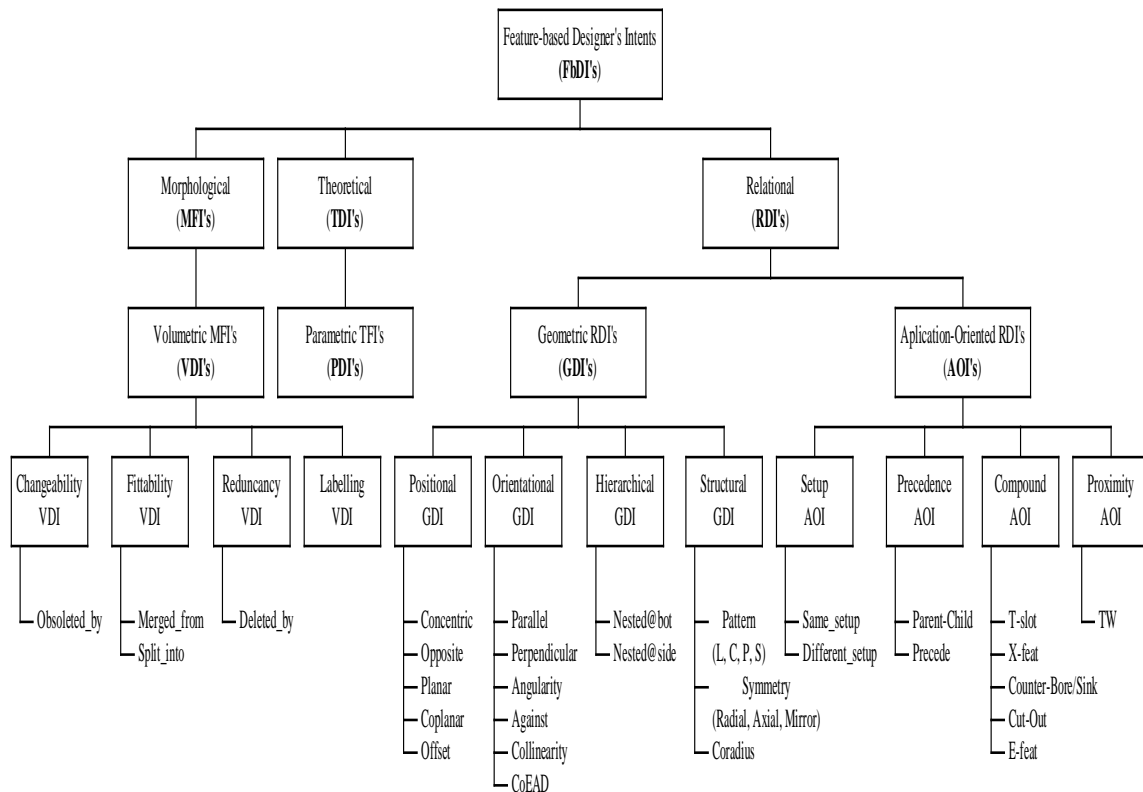 Feature-based Designer's Intents
(FbDI's)
Morphological
(MFI's)
Theoretical
(TDI's)
Relational
(RDI's)
Volumetric MFI's
(VDI's)
Parametric TFI's
(PDI's)
Geometric RDI's
(GDI's)
Aplication-Oriented RDI's
(AOI's)
Changeability
VDI
Fittability
VDI
Reduncancy
VDI
Labelling
VDI
Positional
GDI
Orientational
GDI
Hierarchical
GDI
Structural
GDI
Setup
AOI
Precedence
AOI
Compound
AOI
Proximity
AOI
Obsoleted_by
Merged_from
Split_into
Deleted_by
Concentric
Opposite
Planar
Coplanar
Offset
Parallel
Perpendicular
Angularity
Against
Collinearity
CoEAD
Nested@bot
Nested@side
Pattern
(L, C, P, S)
Symmetry
(Radial, Axial, Mirror)
Coradius
Same_setup
Different_setup
Parent-Child
Precede
T-slot
X-feat
Counter-Bore/Sink
Cut-Out
E-feat
TW